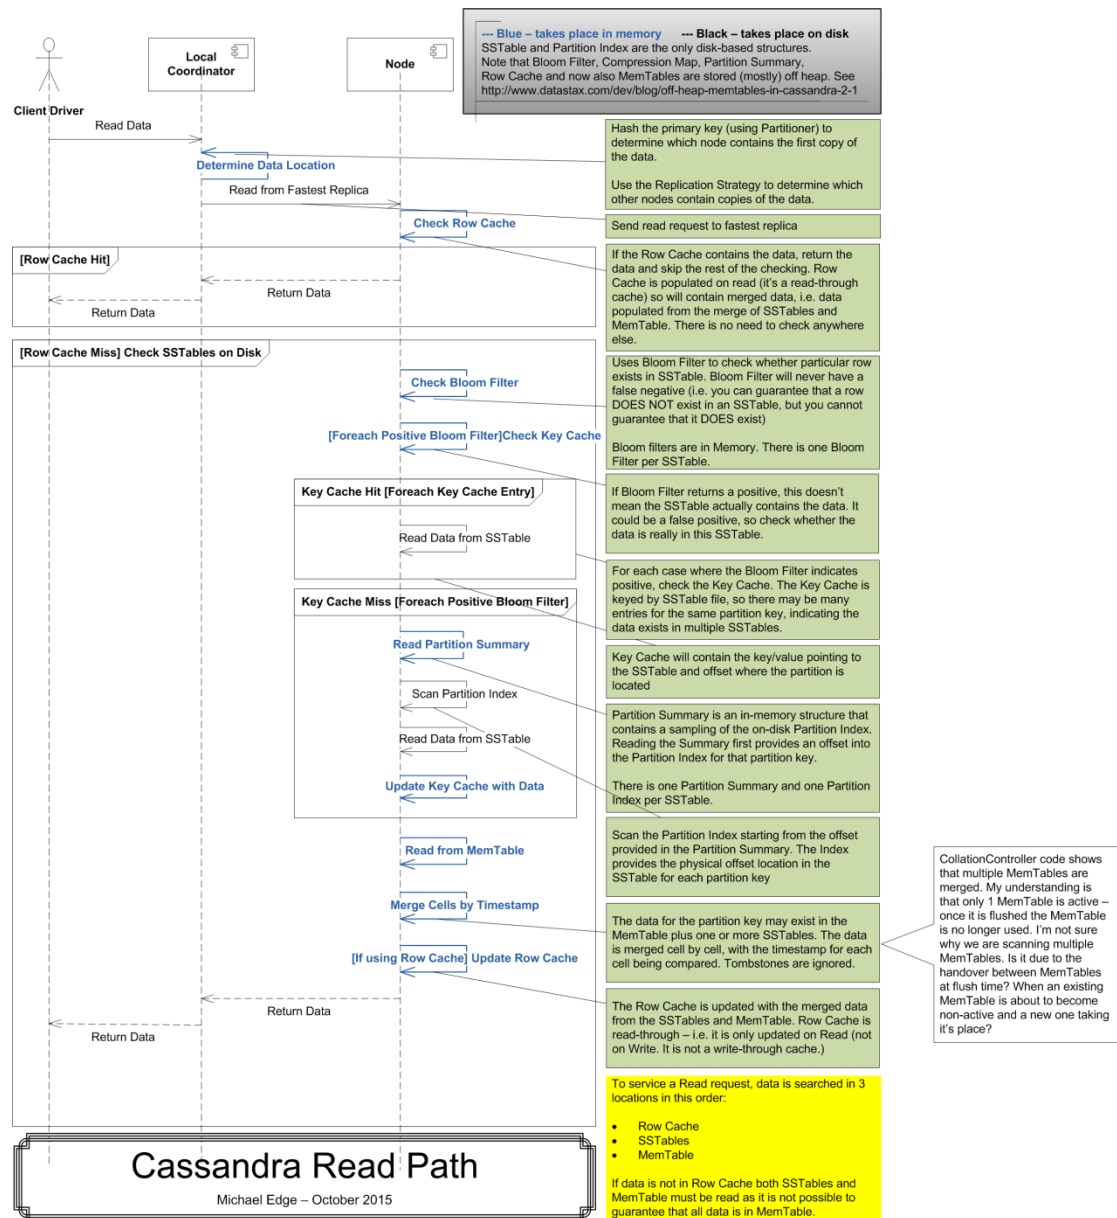 --- Blue – takes place in memory --- Black – takes place on disk
SSTable and Partition Index are the only disk-based structures.
Note that Bloom Filter, Compression Map, Partition Summary,
Row Cache and now also MemTables are stored (mostly) off heap. See
http://www.datastax.com/dev/blog/off-heap-memtables-in-cassandra-2-1
Client Driver
Local
Coordinator
Node
Read Data
Determine Data Location
Read from Fastest Replica
Check Row Cache
Hash the primary key (using Partitioner) to
determine which node contains the first copy of
the data.
Use the Replication Strategy to determine which
other nodes contain copies of the data.
Send read request to fastest replica
[Row Cache Hit]
Return Data
Return Data
If the Row Cache contains the data, return the
data and skip the rest of the checking. Row
Cache is populated on read (it's a read-through
cache) so will contain merged data, i.e. data
populated from the merge of SSTables and
MemTable. There is no need to check anywhere
else.
[Row Cache Miss] Check SSTables on Disk
Check Bloom Filter
[Foreach Positive Bloom Filter]Check Key Cache
Uses Bloom Filter to check whether particular row
exists in SSTable. Bloom Filter will never have a
false negative (i.e. you can guarantee that a row
DOES NOT exist in an SSTable, but you cannot
guarantee that it DOES exist)
Bloom filters are in Memory. There is one Bloom
Filter per SSTable.
Key Cache Hit [Foreach Key Cache Entry]
Read Data from SSTable
If Bloom Filter returns a positive, this doesn't
mean the SSTable actually contains the data. It
could be a false positive, so check whether the
data is really in this SSTable.
For each case where the Bloom Filter indicates
positive, check the Key Cache. The Key Cache is
keyed by SSTable file, so there may be many
entries for the same partition key, indicating the
data exists in multiple SSTables.
Key Cache Miss [Foreach Positive Bloom Filter]
Read Partition Summary
Scan Partition Index
Read Data from SSTable
Update Key Cache with Data
Key Cache will contain the key/value pointing to
the SSTable and offset where the partition is
located
Partition Summary is an in-memory structure that
contains a sampling of the on-disk Partition Index.
Reading the Summary first provides an offset into
the Partition Index for that partition key.
There is one Partition Summary and one Partition
Index per SSTable.
Scan the Partition Index starting from the offset
provided in the Partition Summary. The Index
provides the physical offset location in the
SSTable for each partition key
Read from MemTable
Merge Cells by Timestamp
[If using Row Cache] Update Row Cache
Return Data
Return Data
The data for the partition key may exist in the
MemTable plus one or more SSTables. The data
is merged cell by cell, with the timestamp for each
cell being compared. Tombstones are ignored.
CollationController code shows
that multiple MemTables are
merged. My understanding is
that only 1 MemTable is active –
once it is flushed the MemTable
is no longer used. I'm not sure
why we are scanning multiple
MemTables. Is it due to the
handover between MemTables
at flush time? When an existing
MemTable is about to become
non-active and a new one taking
it's place?
The Row Cache is updated with the merged data
from the SSTables and MemTable. Row Cache is
read-through – i.e. it is only updated on Read (not
on Write. It is not a write-through cache.)
To service a Read request, data is searched in 3
locations in this order:
• Row Cache
• SSTables
• MemTable
If data is not in Row Cache both SSTables and
MemTable must be read as it is not possible to
guarantee that all data is in MemTable.
Cassandra Read Path
Michael Edge – October 2015